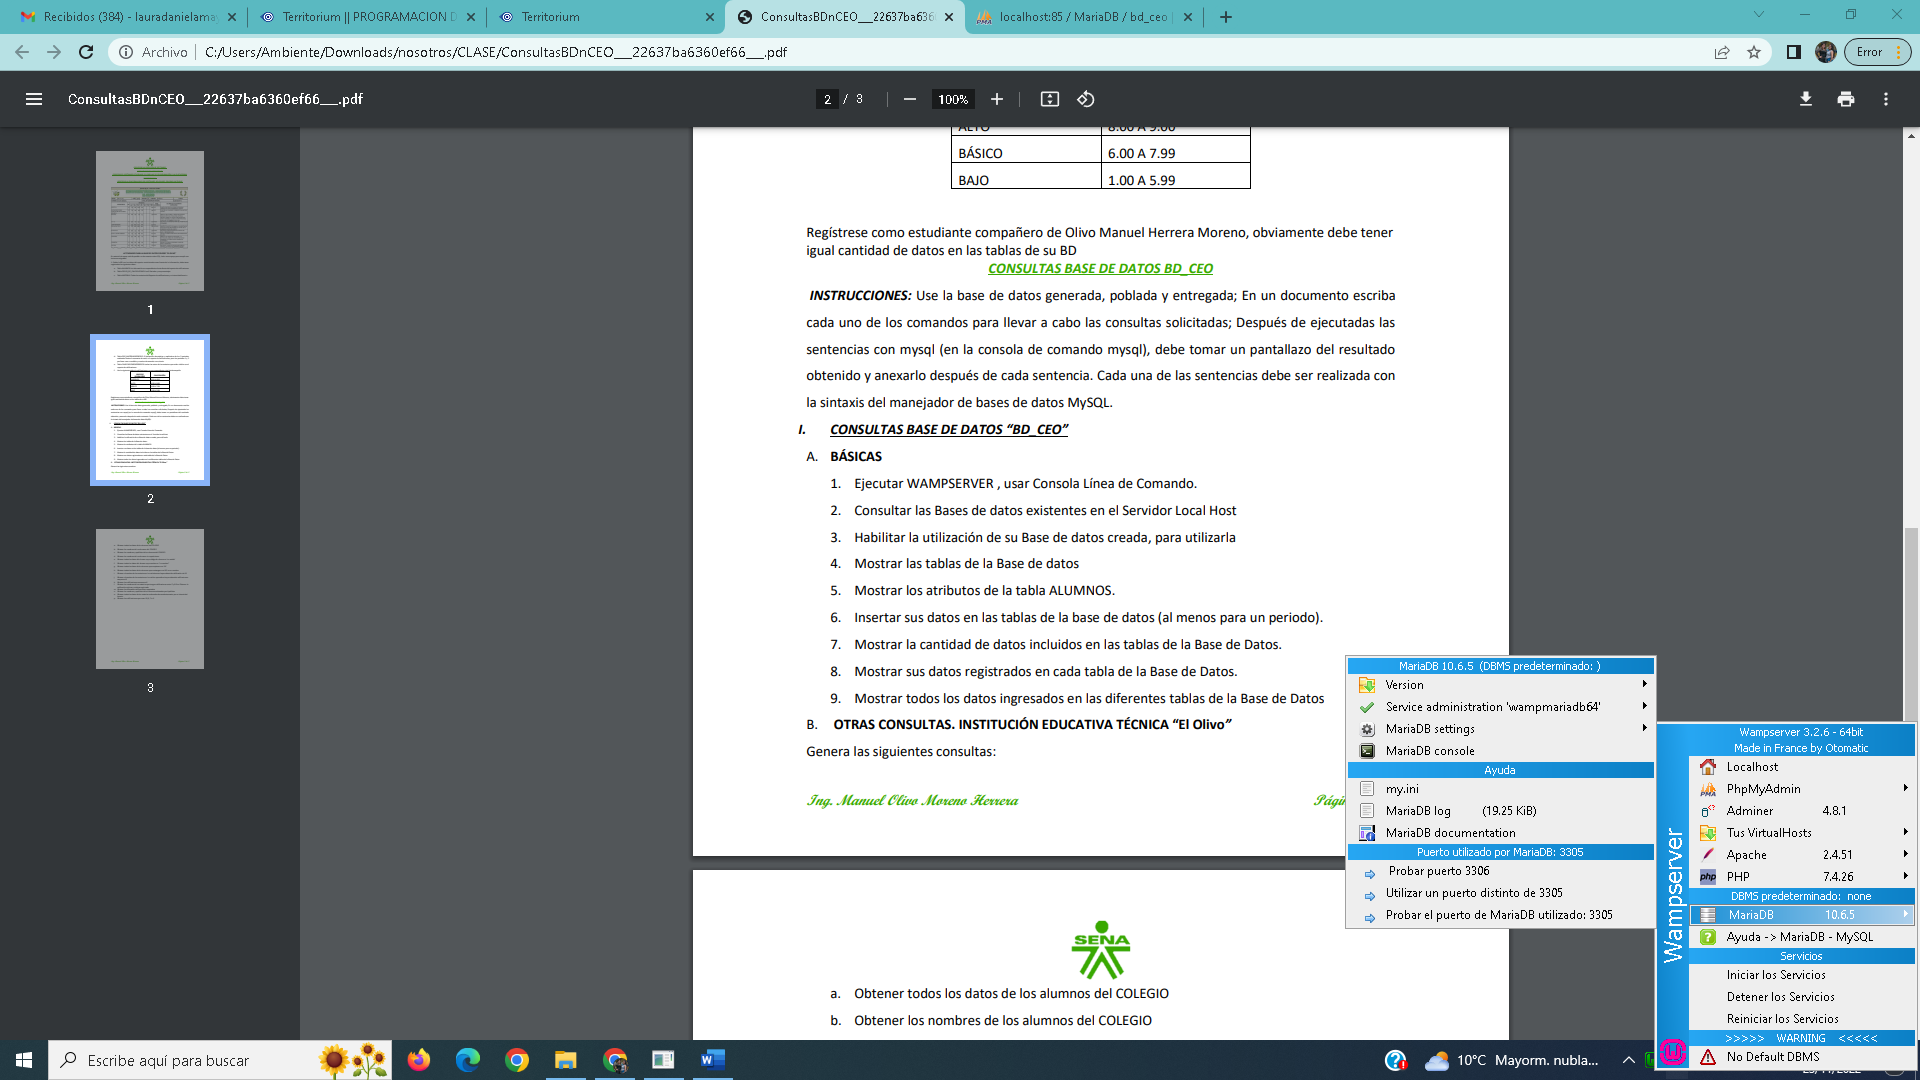 Recibidos (384) - lauradanielama
Territorium || PROGRAMACION D
Territorium
ConsultasBDnCEO___22637ba636
localhost:85 / MariaDB / bd_ceo
Archivo
C:/Users/Ambiente/Downloads/nosotros/CLASE/ConsultasBDnCEO___22637ba6360ef66___.pdf
Error
ConsultasBDnCEO___22637ba6360ef66___.pdf
2 / 3
100%
1
2
3
ALTO 8.00 A 9.00
BÁSICO 6.00 A 7.99
BAJO 1.00 A 5.99
Regístrese como estudiante compañero de Olivo Manuel Herrera Moreno, obviamente debe tener
igual cantidad de datos en las tablas de su BD
CONSULTAS BASE DE DATOS BD_CEO
INSTRUCCIONES: Use la base de datos generada, poblada y entregada; En un documento escriba
cada uno de los comandos para llevar a cabo las consultas solicitadas; Después de ejecutadas las
sentencias con mysql (en la consola de comando mysql), debe tomar un pantallazo del resultado
obtenido y anexarlo después de cada sentencia. Cada una de las sentencias debe ser realizada con
la sintaxis del manejador de bases de datos MySQL.
I. CONSULTAS BASE DE DATOS “BD_CEO”
A. BÁSICAS
1. Ejecutar WAMPSERVER , usar Consola Línea de Comando.
2. Consultar las Bases de datos existentes en el Servidor Local Host
3. Habilitar la utilización de su Base de datos creada, para utilizarla
4. Mostrar las tablas de la Base de datos
5. Mostrar los atributos de la tabla ALUMNOS.
6. Insertar sus datos en las tablas de la base de datos (al menos para un periodo).
7. Mostrar la cantidad de datos incluidos en las tablas de la Base de Datos.
8. Mostrar sus datos registrados en cada tabla de la Base de Datos.
9. Mostrar todos los datos ingresados en las diferentes tablas de la Base de Datos
B. OTRAS CONSULTAS. INSTITUCIÓN EDUCATIVA TÉCNICA “El Olivo”
Genera las siguientes consultas:
Ing. Manuel Olivo Moreno Herrera
Págin
SENA
a. Obtener todos los datos de los alumnos del COLEGIO
b. Obtener los nombres de los alumnos del COLEGIO
MariaDB 10.6.5 (DBMS predeterminado: )
Version
Service administration 'wampmariadb64'
MariaDB settings
MariaDB console
Ayuda
my.ini
MariaDB log (19.25 KiB)
MariaDB documentation
Puerto utilizado por MariaDB: 3305
Probar puerto 3306
Utilizar un puerto distinto de 3305
Probar el puerto de MariaDB utilizado: 3305
Wampserver
Wampserver 3.2.6 - 64bit
Made in France by Otomatic
Localhost
PhpMyAdmin
Adminer 4.8.1
Tus VirtualHosts
Apache 2.4.51
PHP 7.4.26
DBMS predeterminado: none
MariaDB 10.6.5
Ayuda -> MariaDB - MySQL
Servicios
Iniciar los Servicios
Detener los Servicios
Reiniciar los Servicios
>>>>> WARNING <<<<<
No Default DBMS
Escribe aquí para buscar
10°C Mayorm. nubla...